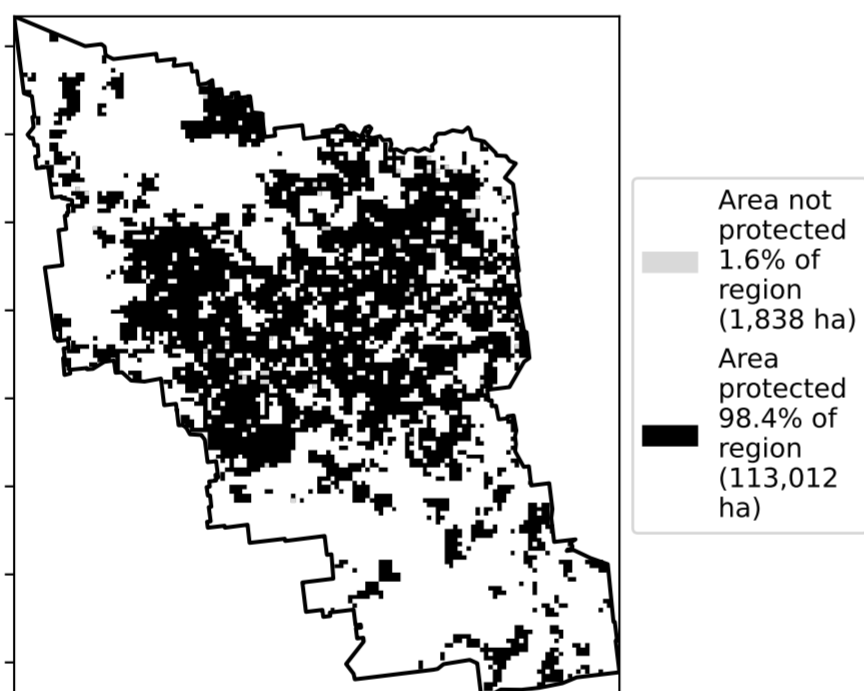 Area not
protected
1.6% of
region
(1,838 ha)
Area
protected
98.4% of
region
(113,012
ha)